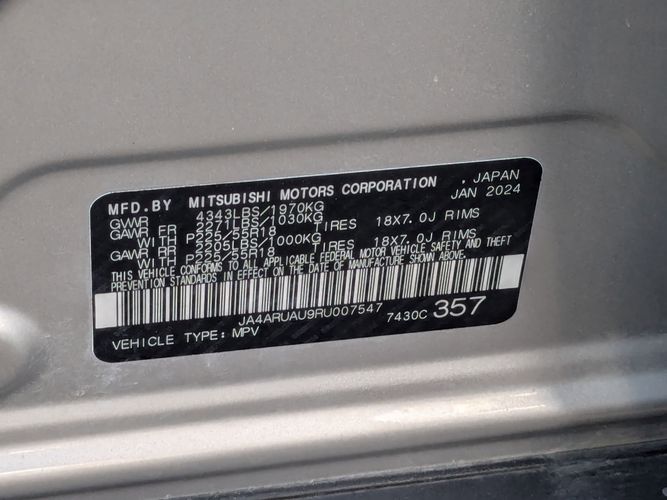 MFD.BY MITSUBISHI MOTORS CORPORATION , JAPAN
GVWR 4343LBS/1970KG JAN 2024
GAWR FR 2271LBS/1030KG
WITH P225/55R18 TIRES 18X7.0J RIMS
GAWR RR 2205LBS/1000KG
WITH P225/55R18 TIRES 18X7.0J RIMS
THIS VEHICLE CONFORMS TO ALL APPLICABLE FEDERAL MOTOR VEHICLE SAFETY AND THEFT
PREVENTION STANDARDS IN EFFECT ON THE DATE OF MANUFACTURE SHOWN ABOVE.
JA4ARUAU9RU007547 7430C 357
VEHICLE TYPE: MPV